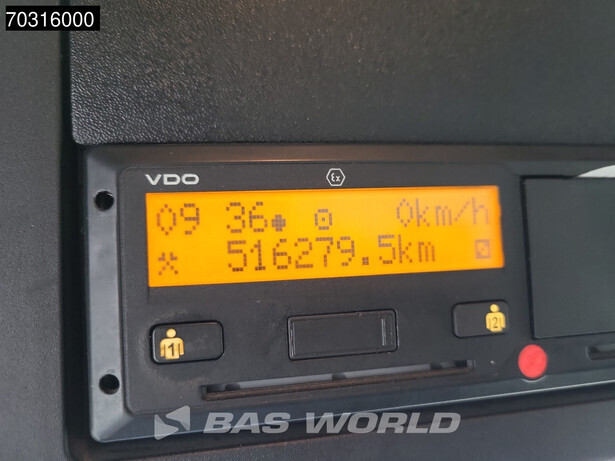 70316000
VDO
Ex
09 36 0km/h
516279.5km
1
2
BAS WORLD